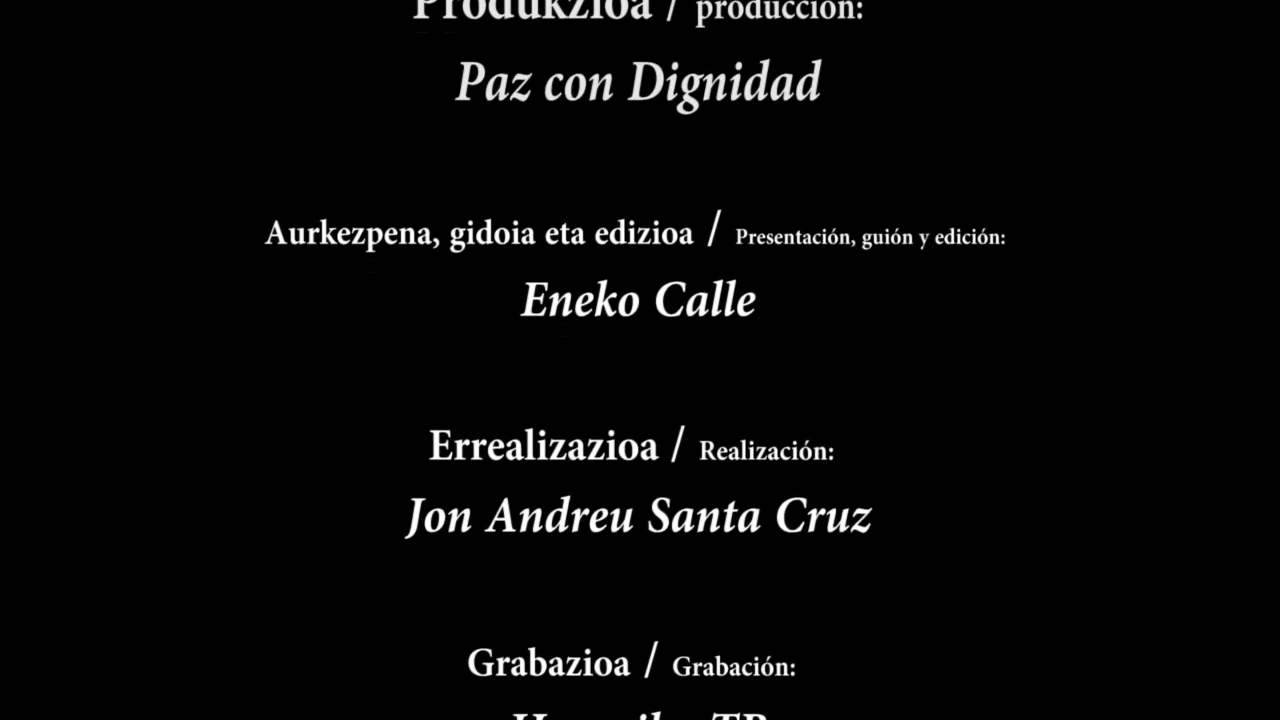 Produkzioa / producción:
Paz con Dignidad
Aurkezpena, gidoia eta edizioa / Presentación, guión y edición:
Eneko Calle
Errealizazioa / Realización:
Jon Andreu Santa Cruz
Grabazioa / Grabación: